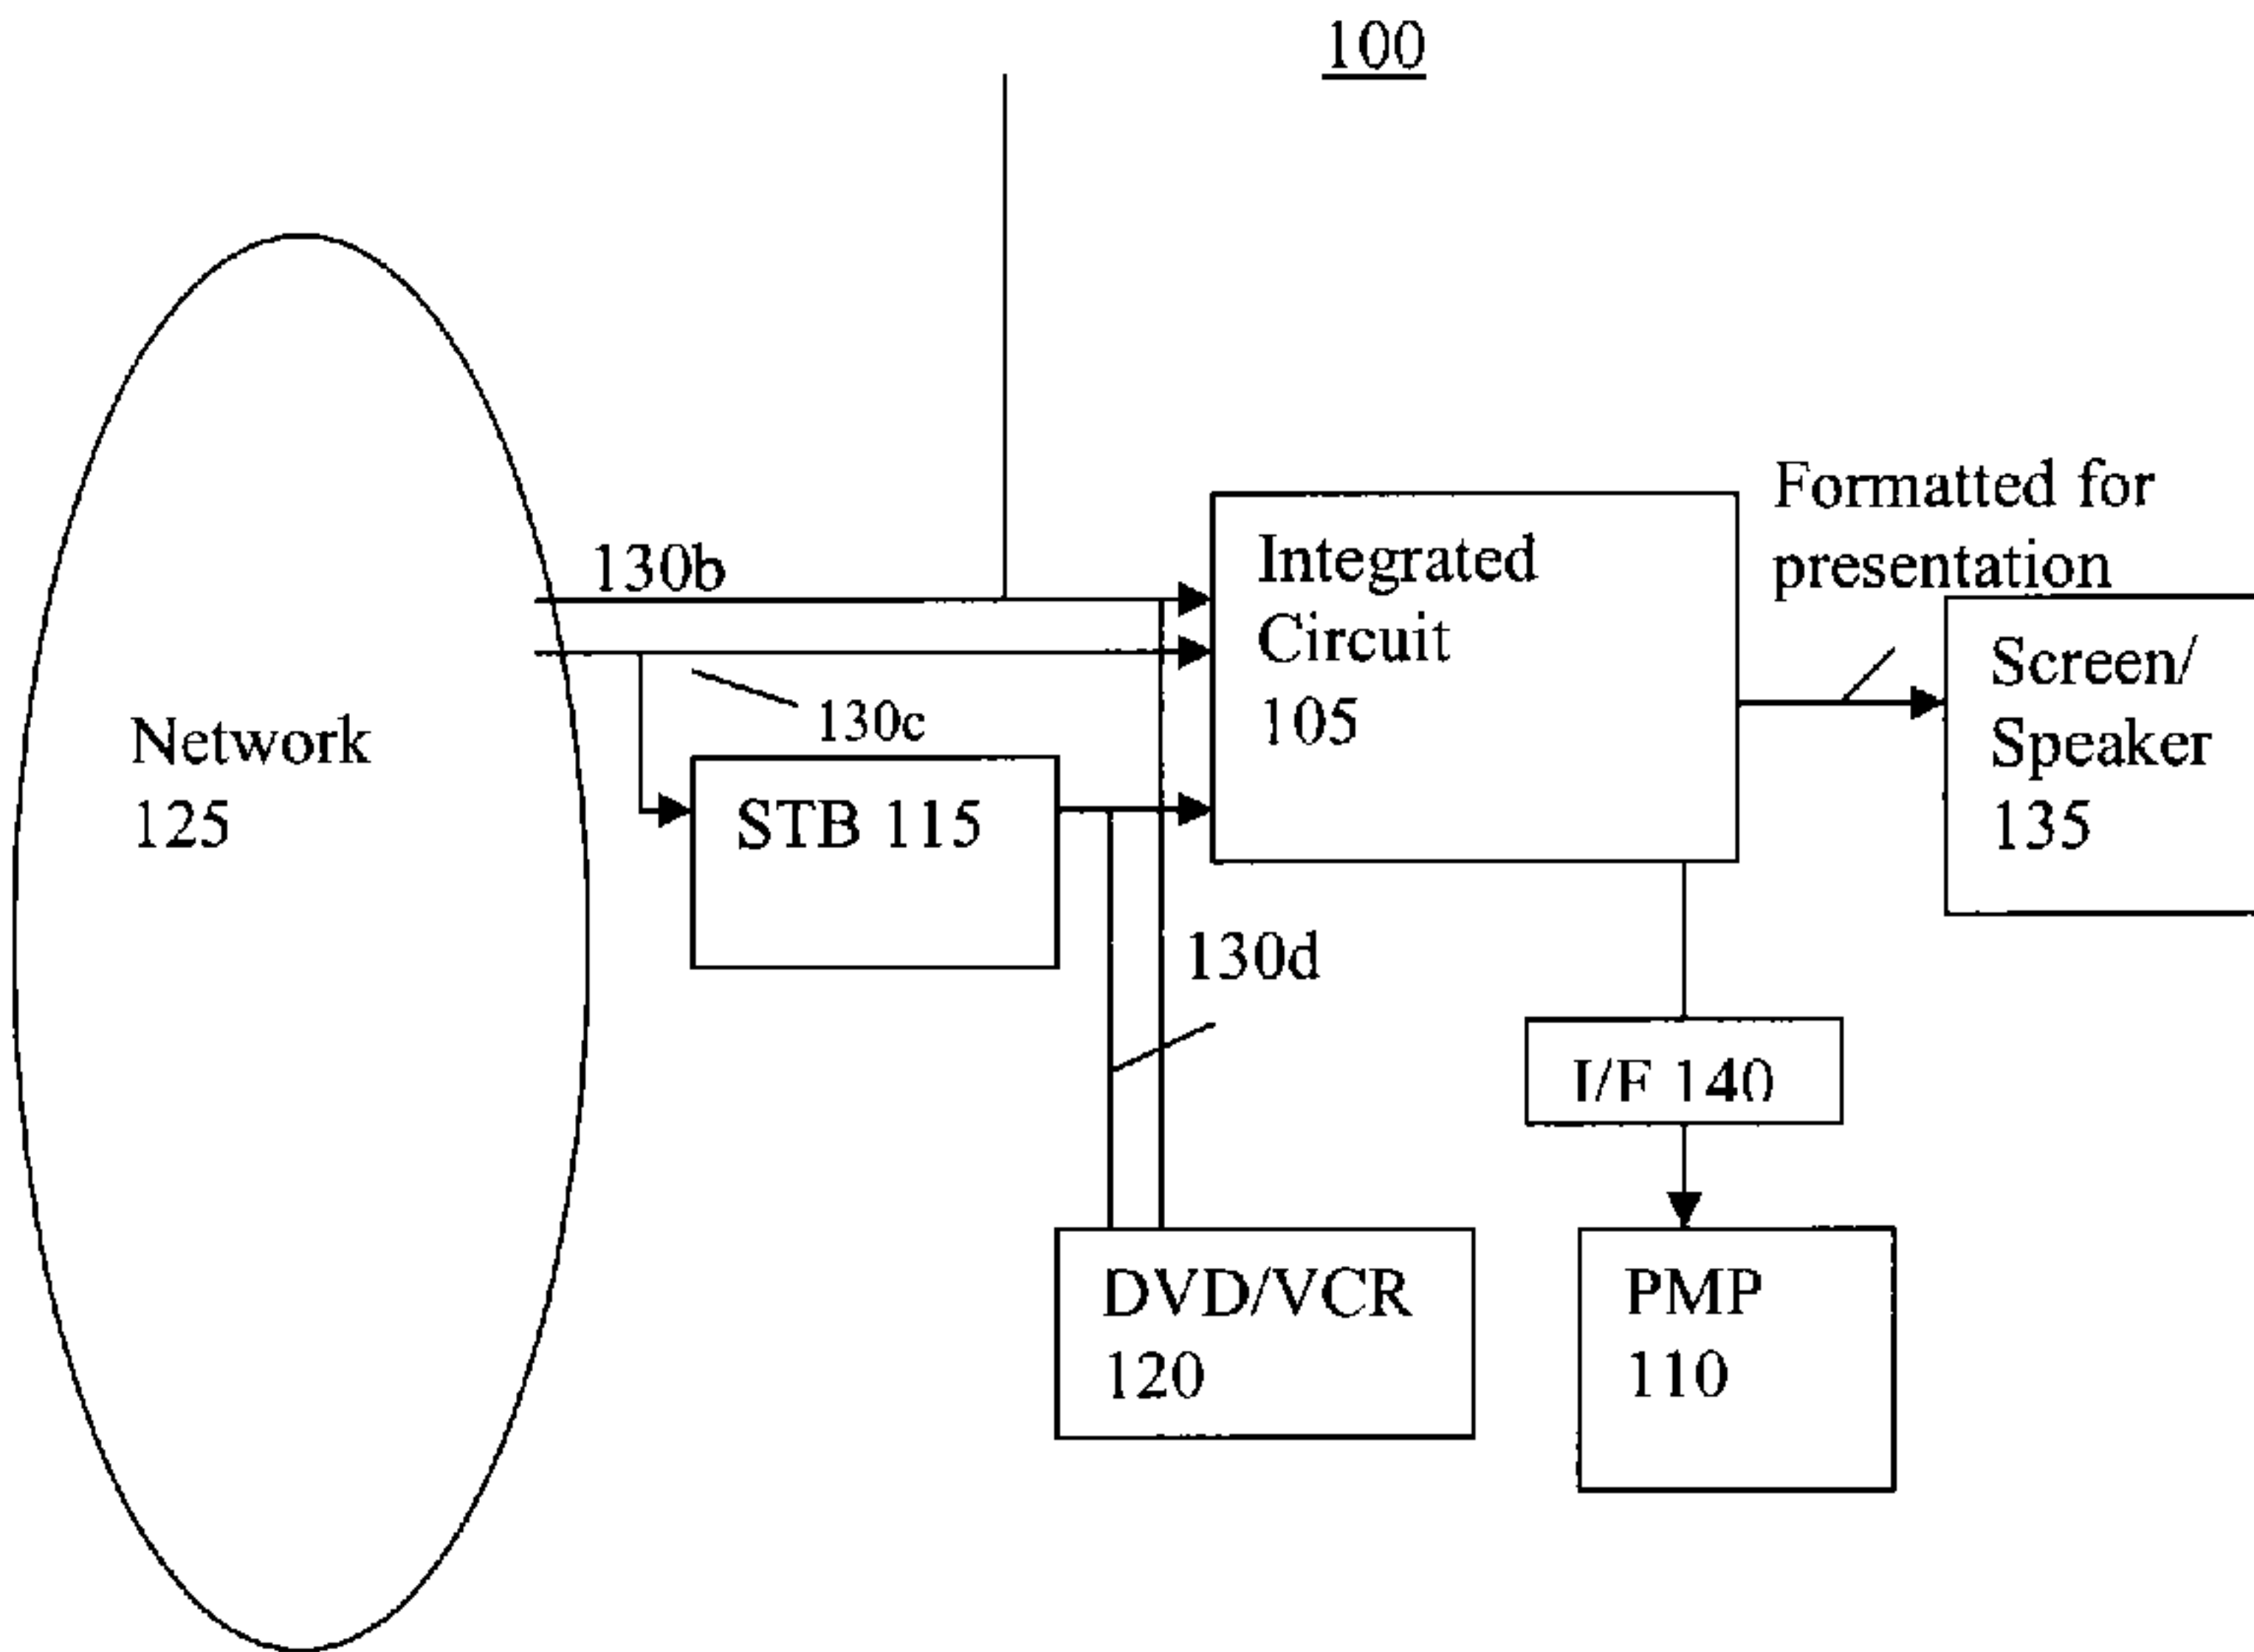 100
Formatted for
presentation
130b
Integrated
Circuit
105
Screen/
Speaker
135
130c
Network
125
STB 115
130d
I/F 140
DVD/VCR
120
PMP
110